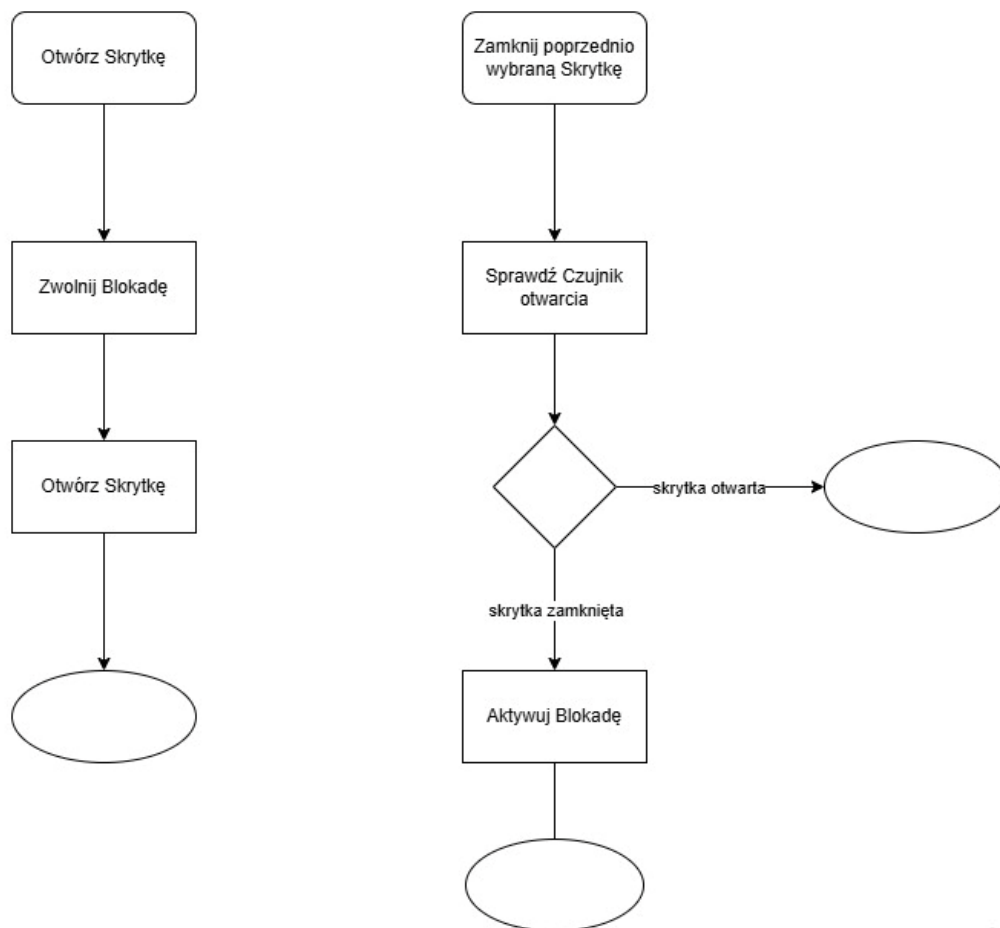 Otwórz Skrytkę
Zamknij poprzednio
wybraną Skrytkę
Zwolnij Blokadę
Sprawdź Czujnik
otwarcia
Otwórz Skrytkę
skrytka otwarta
skrytka zamknięta
Aktywuj Blokadę